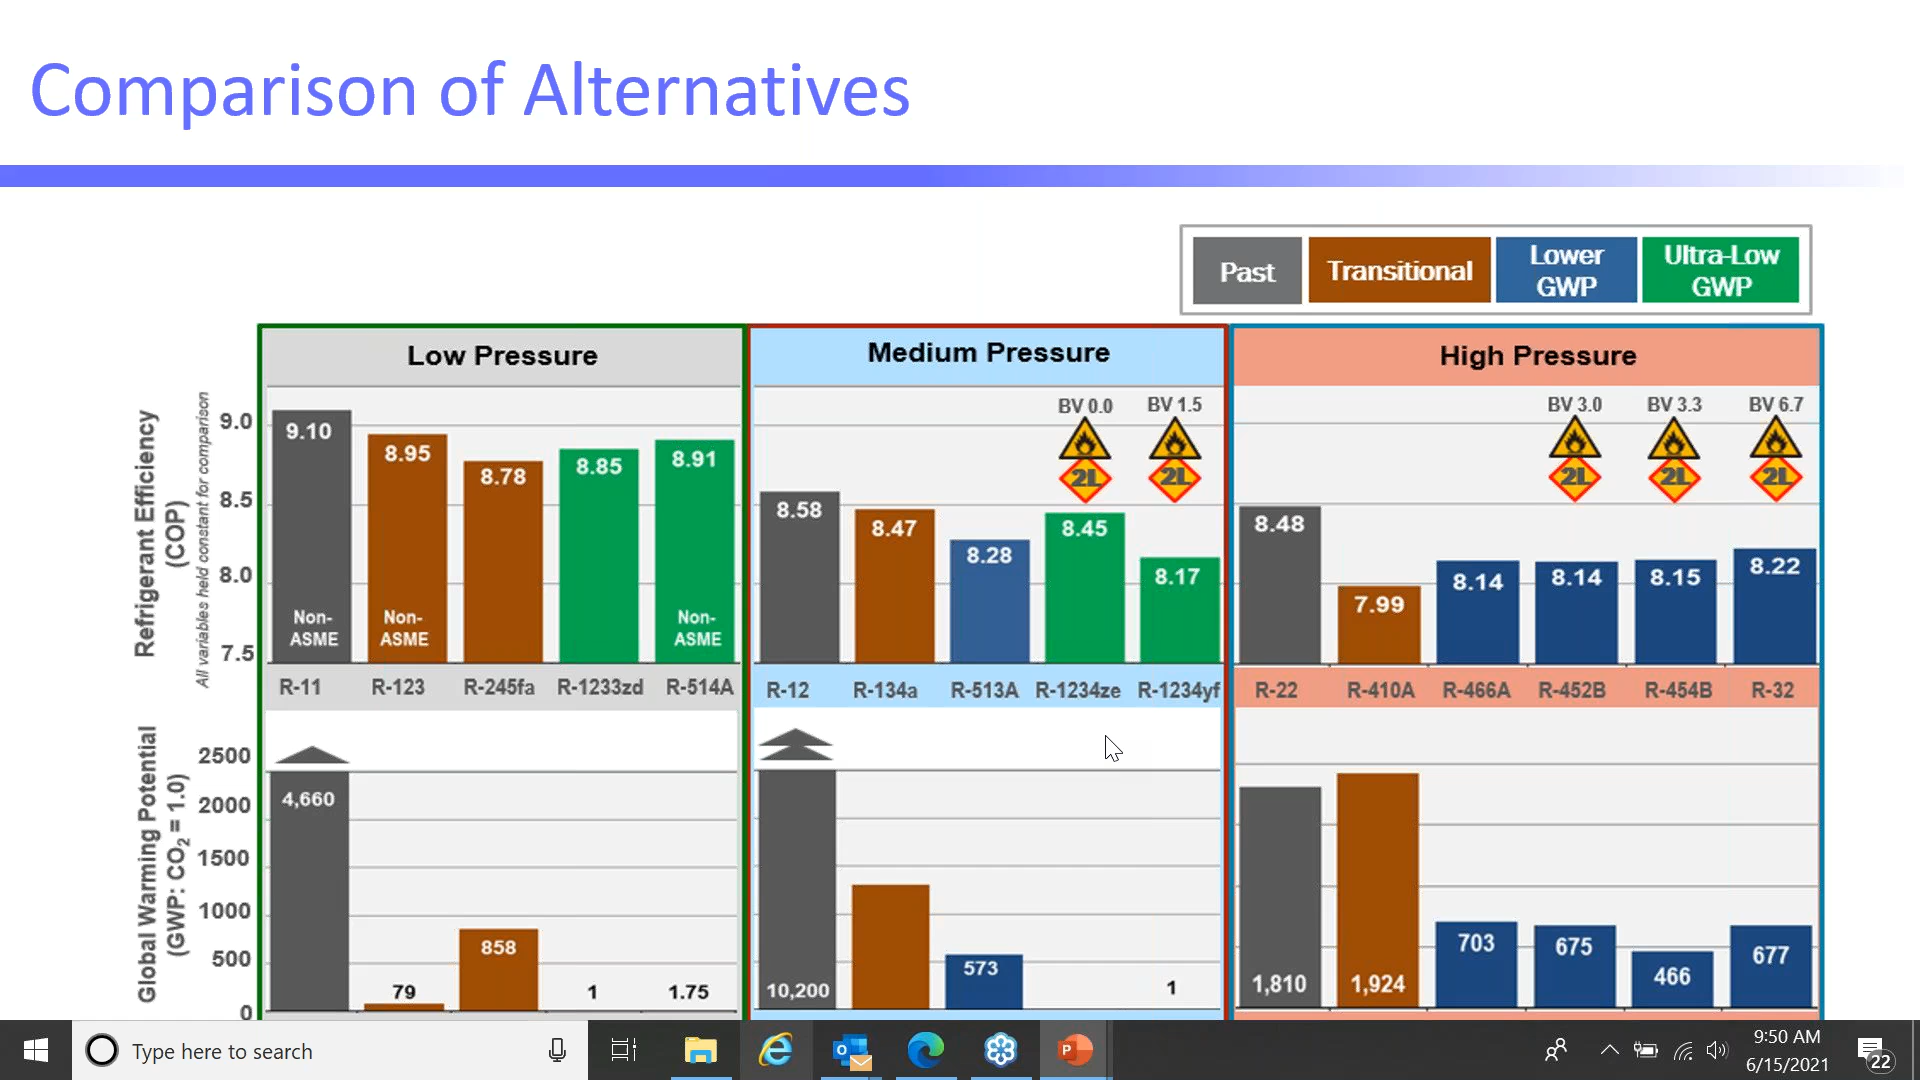 Comparison of Alternatives
Past
Transitional
Lower
GWP
Ultra-Low
GWP
Low Pressure
Medium Pressure
High Pressure
Refrigerant Efficiency
(COP)
All variables held constant for comparison
9.0
8.5
8.0
7.5
9.10
Non-
ASME
8.95
Non-
ASME
8.78
8.85
8.91
Non-
ASME
R-11
R-123
R-245fa
R-1233zd
R-514A
BV 0.0
BV 1.5
2L
2L
8.58
8.47
8.28
8.45
8.17
R-12
R-134a
R-513A
R-1234ze
R-1234yf
BV 3.0
BV 3.3
BV 6.7
2L
2L
2L
8.48
7.99
8.14
8.14
8.15
8.22
R-22
R-410A
R-466A
R-452B
R-454B
R-32
Global Warming Potential
(GWP: CO₂ = 1.0)
2500
2000
1500
1000
500
0
4,660
79
858
1
1.75
10,200
573
1
1,810
1,924
703
675
466
677
Type here to search
9:50 AM
6/15/2021
22